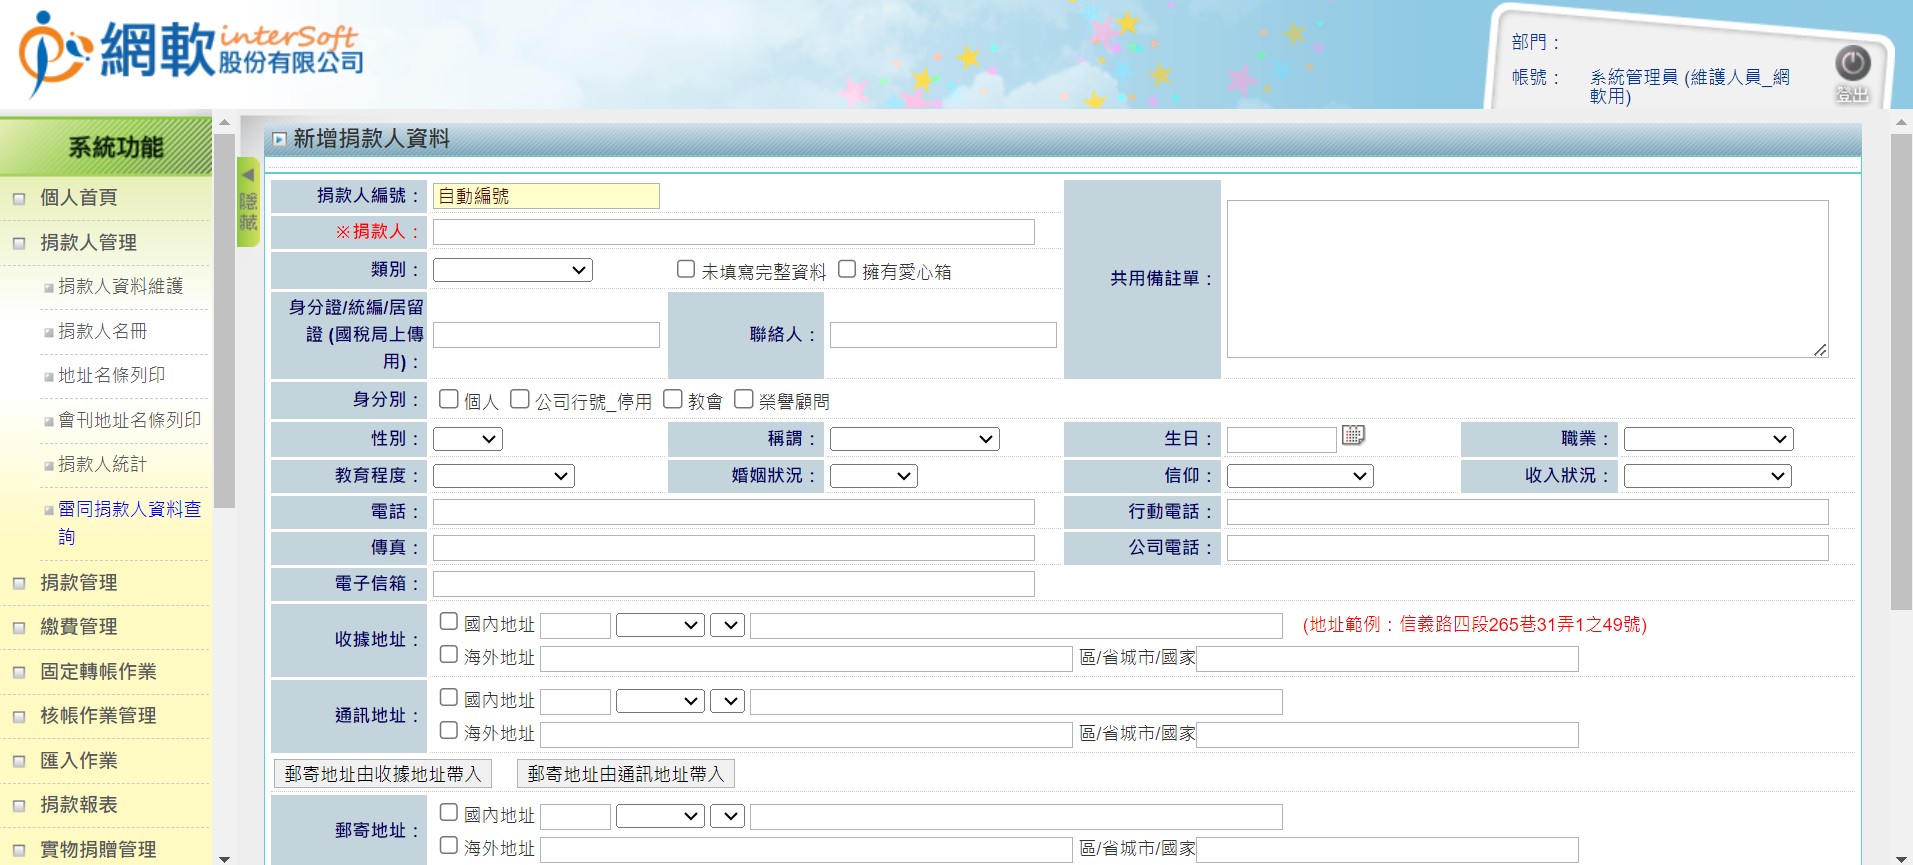 網軟 interSoft
股份有限公司
部門：
帳號： 系統管理員 (維護人員_網
軟用)
登出
系統功能
個人首頁
捐款人管理
捐款人資料維護
捐款人名冊
地址名條列印
會刊地址名條列印
捐款人統計
雷同捐款人資料查
詢
捐款管理
繳費管理
固定轉帳作業
核帳作業管理
匯入作業
捐款報表
實物捐贈管理
隱
藏
新增捐款人資料
捐款人編號： 自動編號
※捐款人：
類別： 未填寫完整資料 擁有愛心箱
共用備註單：
身分證/統編/居留
證 (國稅局上傳
用)：
聯絡人：
身分別： 個人 公司行號_停用 教會 榮譽顧問
性別： 稱謂： 生日： 職業：
教育程度： 婚姻狀況： 信仰： 收入狀況：
電話： 行動電話：
傳真： 公司電話：
電子信箱：
收據地址： 國內地址 (地址範例：信義路四段265巷31弄1之49號)
海外地址 區/省城市/國家
通訊地址： 國內地址
海外地址 區/省城市/國家
郵寄地址由收據地址帶入 郵寄地址由通訊地址帶入
郵寄地址： 國內地址
海外地址 區/省城市/國家